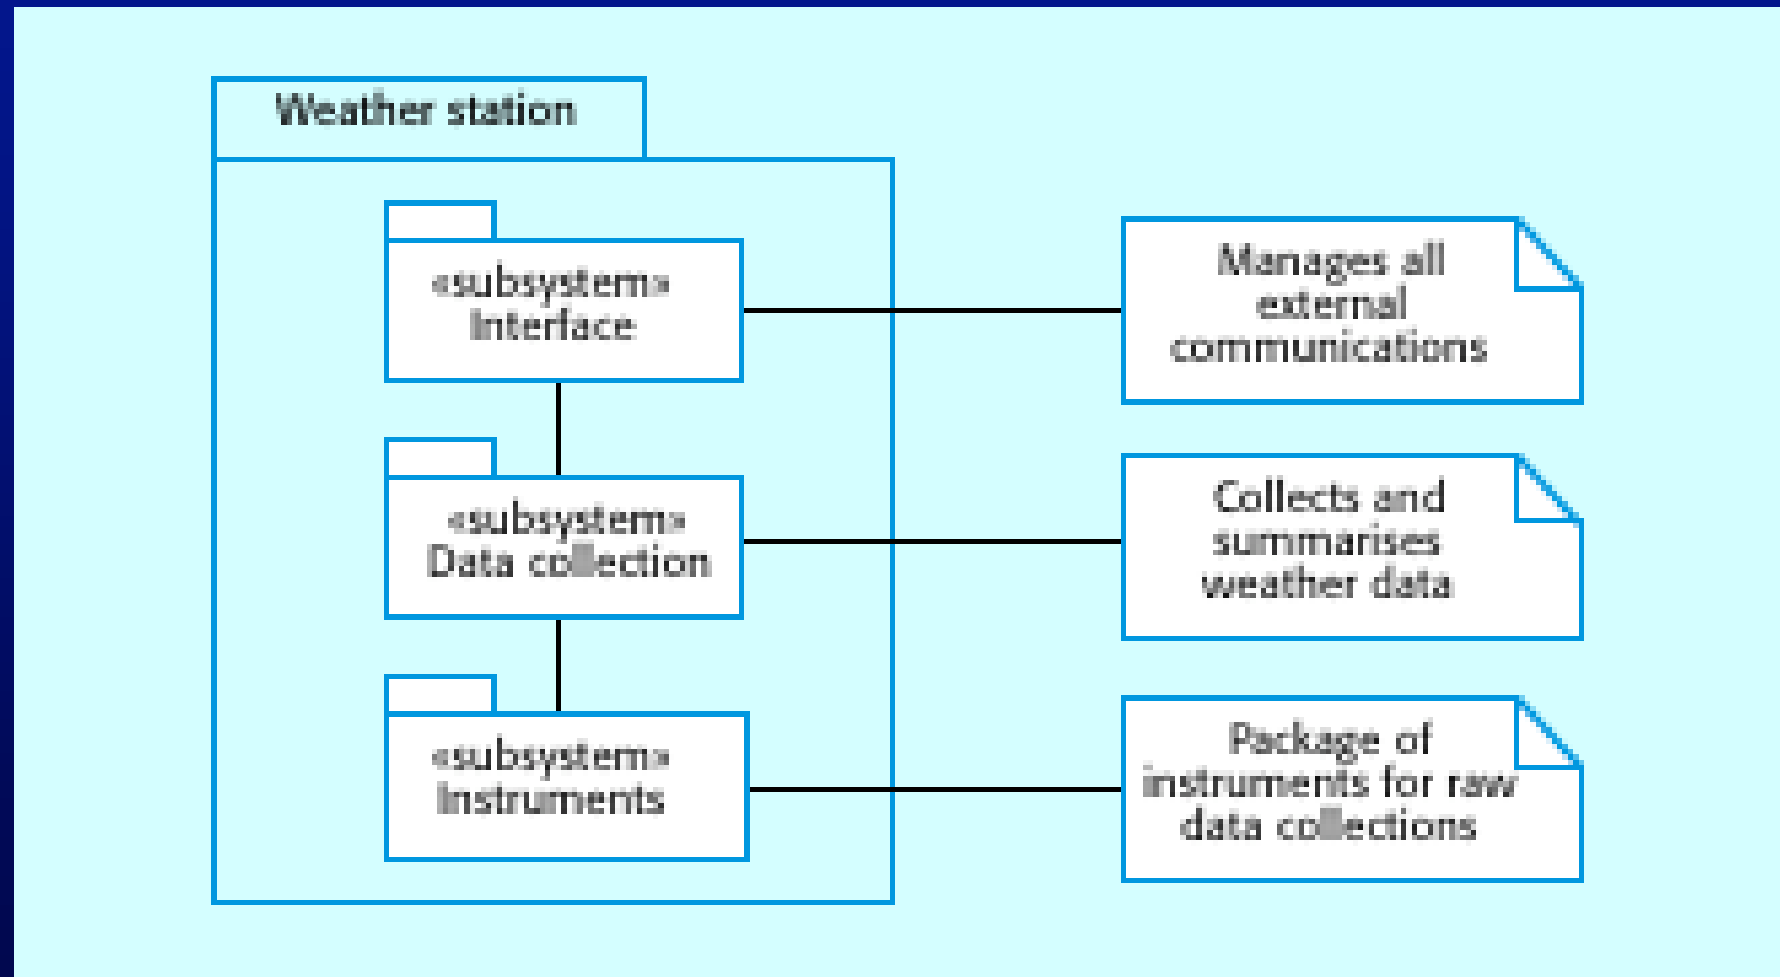 Weather station
«subsystem»
Interface
Manages all
external
communications
«subsystem»
Data collection
Collects and
summarises
weather data
«subsystem»
Instruments
Package of
instruments for raw
data collections